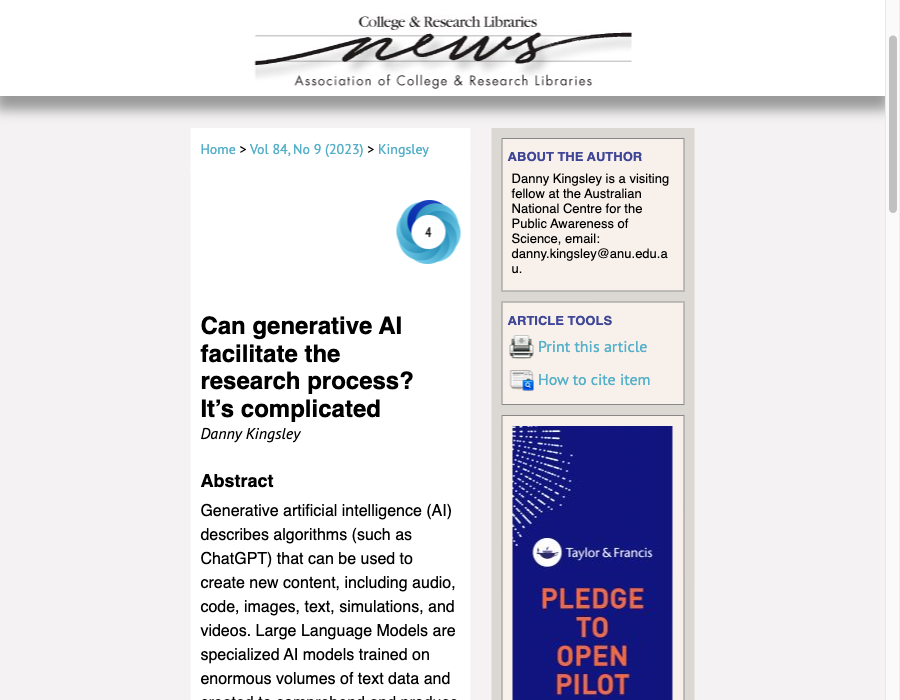 College & Research Libraries
news
Association of College & Research Libraries
Home > Vol 84, No 9 (2023) > Kingsley
4
Can generative AI
facilitate the
research process?
It’s complicated
Danny Kingsley
Abstract
Generative artificial intelligence (AI)
describes algorithms (such as
ChatGPT) that can be used to
create new content, including audio,
code, images, text, simulations, and
videos. Large Language Models are
specialized AI models trained on
enormous volumes of text data and
created to comprehend and produce
ABOUT THE AUTHOR
Danny Kingsley is a visiting
fellow at the Australian
National Centre for the
Public Awareness of
Science, email:
danny.kingsley@anu.edu.a
u.
ARTICLE TOOLS
Print this article
How to cite item
Taylor & Francis
PLEDGE
TO
OPEN
PILOT